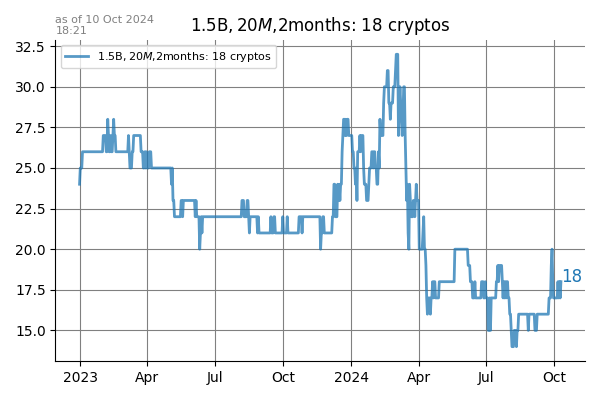 as of 10 Oct 2024
18:21
1.5B, 20M,2months: 18 cryptos
1.5B, 20M,2months: 18 cryptos
32.5
30.0
27.5
25.0
22.5
20.0
17.5
15.0
18
2023
Apr
Jul
Oct
2024
Apr
Jul
Oct